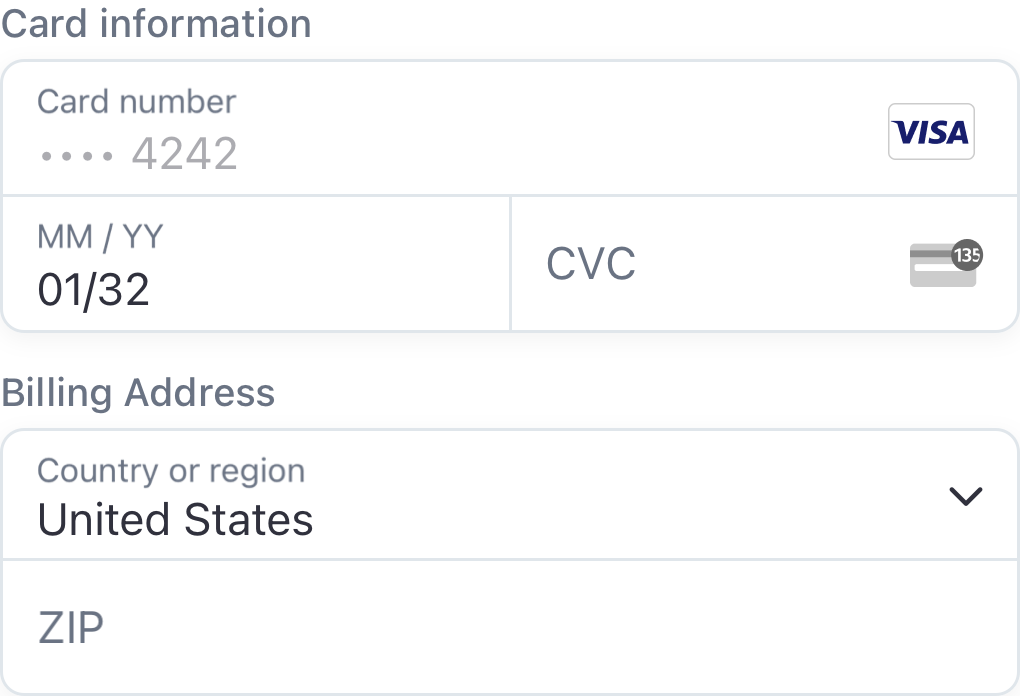 Card information
Card number
•••• 4242
VISA
MM / YY
01/32
CVC
135
Billing Address
Country or region
United States
ZIP